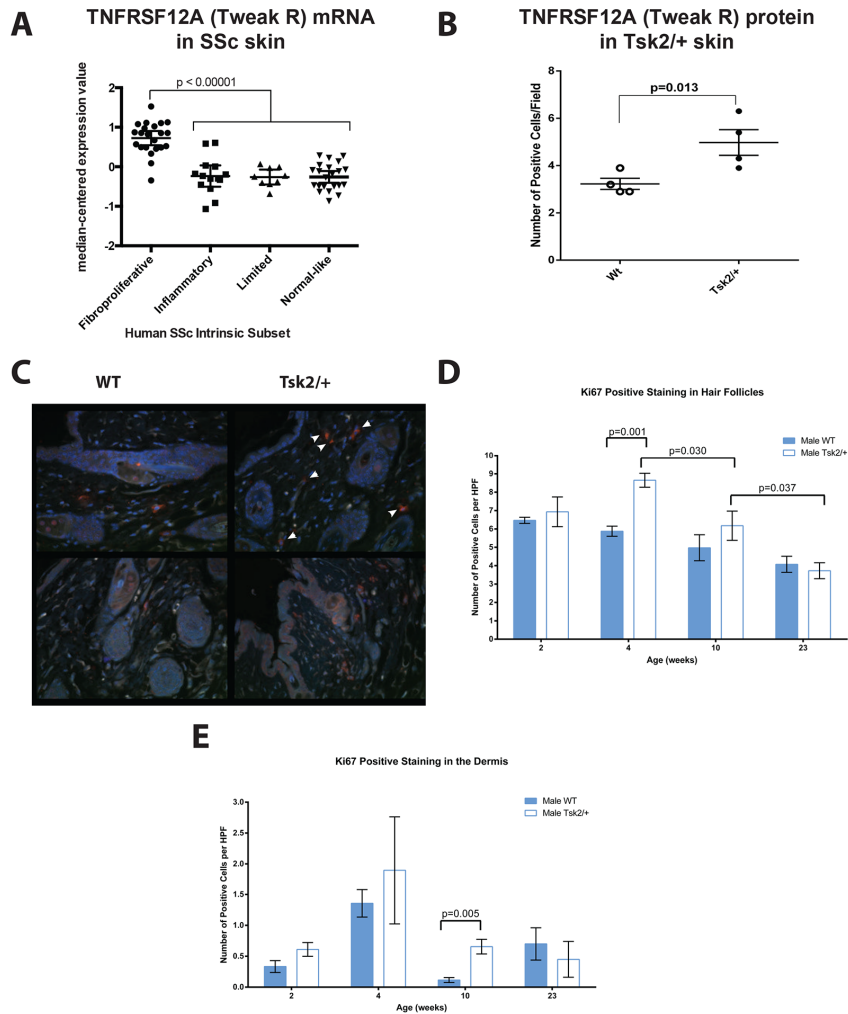 A
TNFRSF12A (Tweak R) mRNA
in SSc skin
p < 0.00001
median-centered expression value
2
1
0
-1
-2
Fibroproliferative
Inflammatory
Limited
Normal-like
Human SSc Intrinsic Subset
B
TNFRSF12A (Tweak R) protein
in Tsk2/+ skin
p=0.013
Number of Positive Cells/Field
8
6
4
2
0
Wt
Tsk2/+
C
WT
Tsk2/+
D
Ki67 Positive Staining in Hair Follicles
Male WT
Male Tsk2/+
p=0.001
p=0.030
p=0.037
Number of Positive Cells per HPF
10
9
8
7
6
5
4
3
2
1
0
2
4
10
23
Age (weeks)
E
Ki67 Positive Staining in the Dermis
Male WT
Male Tsk2/+
p=0.005
Number of Positive Cells per HPF
3.0
2.5
2.0
1.5
1.0
0.5
0.0
2
4
10
23
Age (weeks)